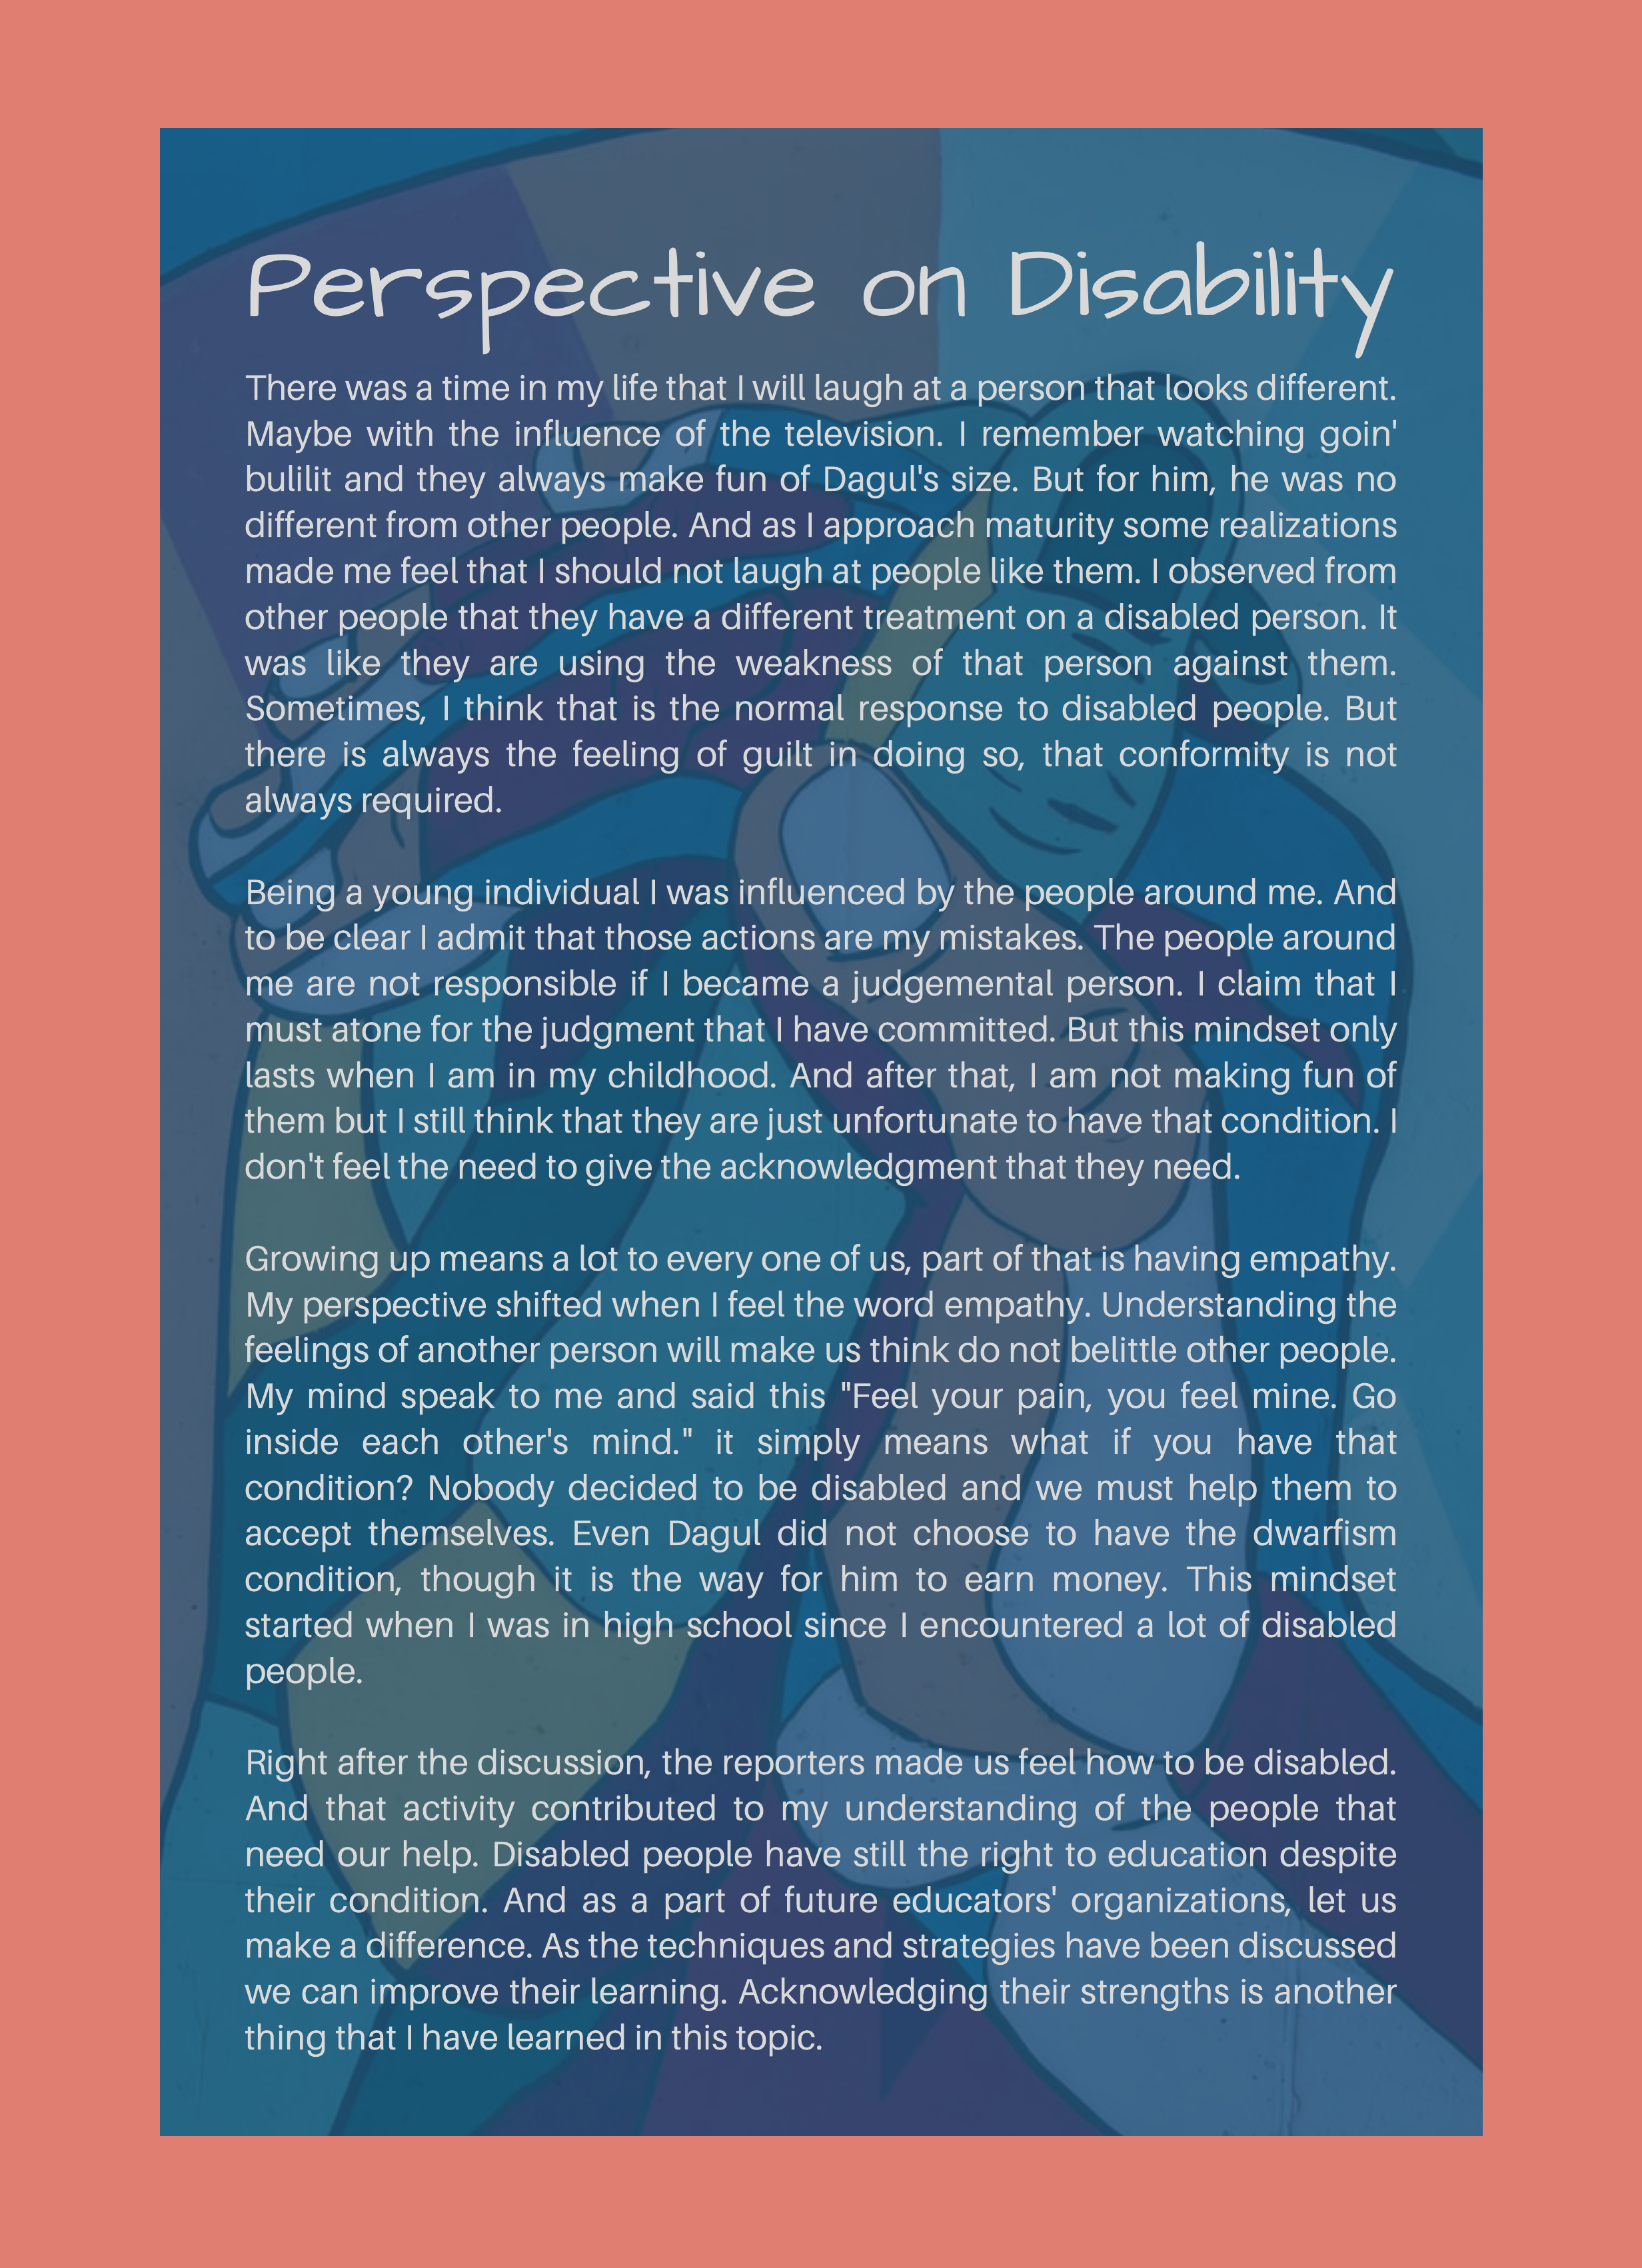 Perspective on Disability
There was a time in my life that I will laugh at a person that looks different.
Maybe with the influence of the television. I remember watching goin'
bulilit and they always make fun of Dagul's size. But for him, he was no
different from other people. And as I approach maturity some realizations
made me feel that I should not laugh at people like them. I observed from
other people that they have a different treatment on a disabled person. It
was like they are using the weakness of that person against them.
Sometimes, I think that is the normal response to disabled people. But
there is always the feeling of guilt in doing so, that conformity is not
always required.
Being a young individual I was influenced by the people around me. And
to be clear I admit that those actions are my mistakes. The people around
me are not responsible if I became a judgemental person. I claim that I
must atone for the judgment that I have committed. But this mindset only
lasts when I am in my childhood. And after that, I am not making fun of
them but I still think that they are just unfortunate to have that condition. I
don't feel the need to give the acknowledgment that they need.
Growing up means a lot to every one of us, part of that is having empathy.
My perspective shifted when I feel the word empathy. Understanding the
feelings of another person will make us think do not belittle other people.
My mind speak to me and said this "Feel your pain, you feel mine. Go
inside each other's mind." it simply means what if you have that
condition? Nobody decided to be disabled and we must help them to
accept themselves. Even Dagul did not choose to have the dwarfism
condition, though it is the way for him to earn money. This mindset
started when I was in high school since I encountered a lot of disabled
people.
Right after the discussion, the reporters made us feel how to be disabled.
And that activity contributed to my understanding of the people that
need our help. Disabled people have still the right to education despite
their condition. And as a part of future educators' organizations, let us
make a difference. As the techniques and strategies have been discussed
we can improve their learning. Acknowledging their strengths is another
thing that I have learned in this topic.